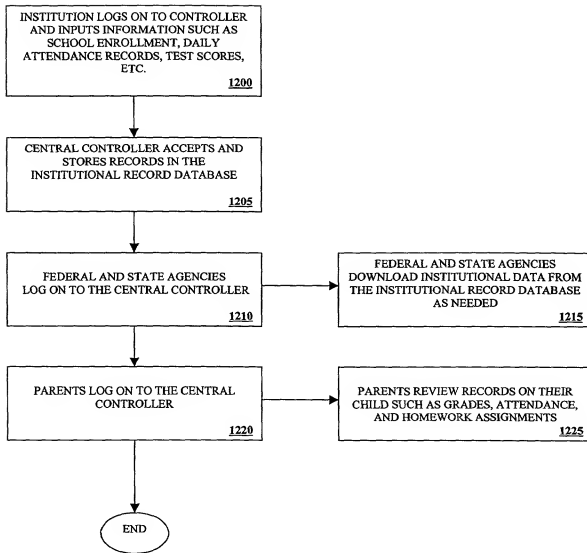 INSTITUTION LOGS ON TO CONTROLLER
AND INPUTS INFORMATION SUCH AS
SCHOOL ENROLLMENT, DAILY
ATTENDANCE RECORDS, TEST SCORES,
ETC.
1200
CENTRAL CONTROLLER ACCEPTS AND
STORES RECORDS IN THE
INSTITUTIONAL RECORD DATABASE
1205
FEDERAL AND STATE AGENCIES
LOG ON TO THE CENTRAL CONTROLLER
1210
FEDERAL AND STATE AGENCIES
DOWNLOAD INSTITUTIONAL DATA FROM
THE INSTITUTIONAL RECORD DATABASE
AS NEEDED
1215
PARENTS LOG ON TO THE CENTRAL
CONTROLLER
1220
PARENTS REVIEW RECORDS ON THEIR
CHILD SUCH AS GRADES, ATTENDANCE,
AND HOMEWORK ASSIGNMENTS
1225
END